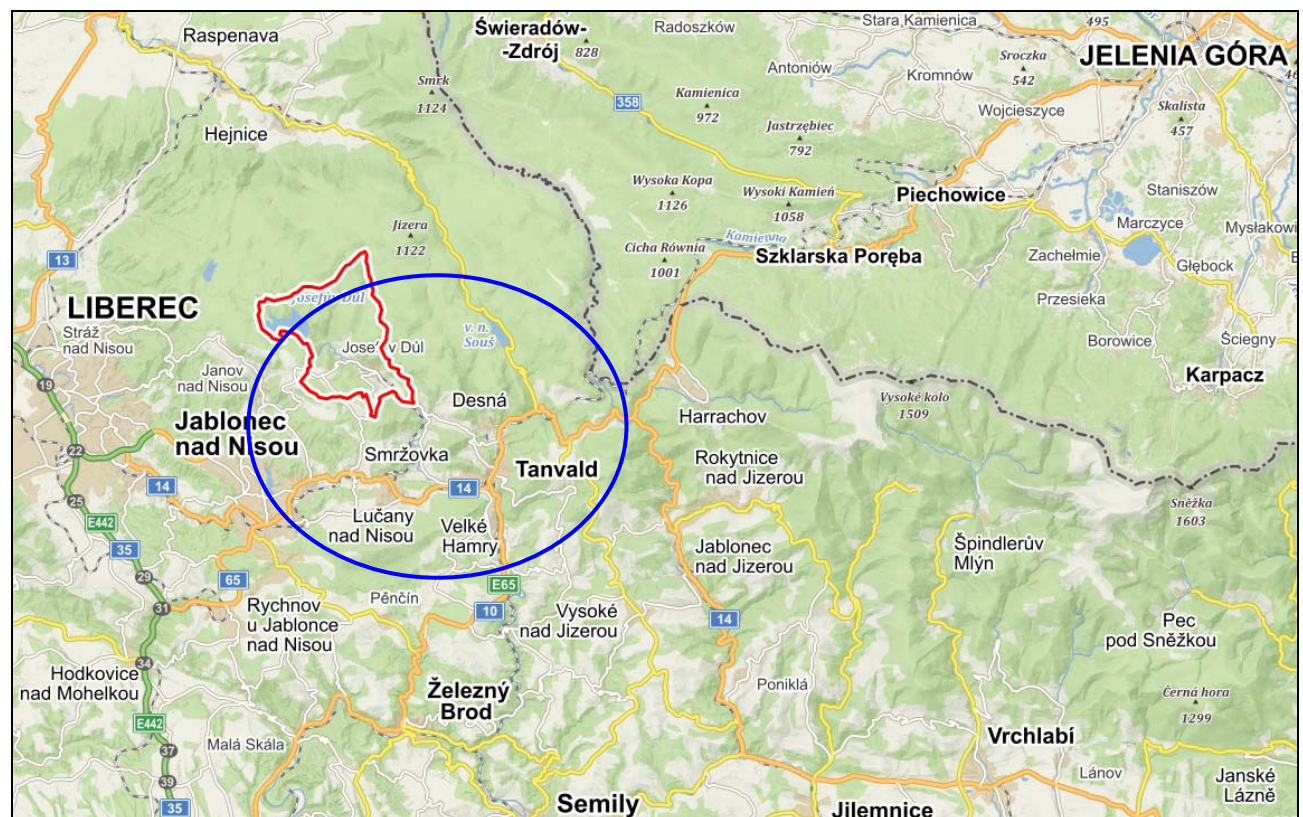 Raspenava
Świeradów-
-Zdrój
828
Radoszków
Stara Kamienica
495
JELENIA GÓRA
Smrk
1124
358
Antoniów
Kromnów
Sroczka
542
Kamienica
972
Wojcieszyce
Skalista
457
Hejnice
Jastrzębiec
792
Wysoka Kopa
1126
Wysoki Kamień
1058
Piechowice
Staniszów
Marczyce
Mysłakowi
Jizera
1122
Kamienna
Cicha Równia
1001
Szklarska Poręba
Zachełmie
Głębock
13
LIBEREC
Josefův Důl
Przesieka
Stráž
nad Nisou
v. n.
Souš
Josefův Důl
Borowice
Ściegny
Janov
nad Nisou
19
Karpacz
Desná
Vysoké kolo
1509
Harrachov
Jablonec
nad Nisou
22
Smržovka
Tanvald
Rokytnice
nad Jizerou
14
14
25
Sněžka
1603
E442
Lučany
nad Nisou
Velké
Hamry
35
Jablonec
nad Jizerou
Špindlerův
Mlýn
29
65
E65
Pěnčín
31
10
Rychnov
u Jablonce
nad Nisou
Vysoké
nad Jizerou
14
Pec
pod Sněžkou
34
Hodkovice
nad Mohelkou
Železný
Brod
Poniklá
Černá hora
1299
E442
Malá Skála
37
Vrchlabí
Lánov
Janské
Lázně
39
35
Semily
Jilemnice